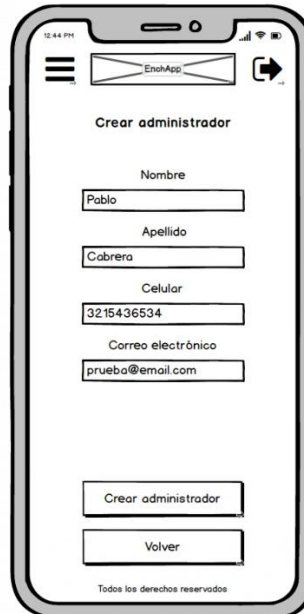 12:44 PM
EnohApp
Crear administrador
Nombre
Pablo
Apellido
Cabrera
Celular
3215436534
Correo electrónico
prueba@email.com
Crear administrador
Volver
Todos los derechos reservados